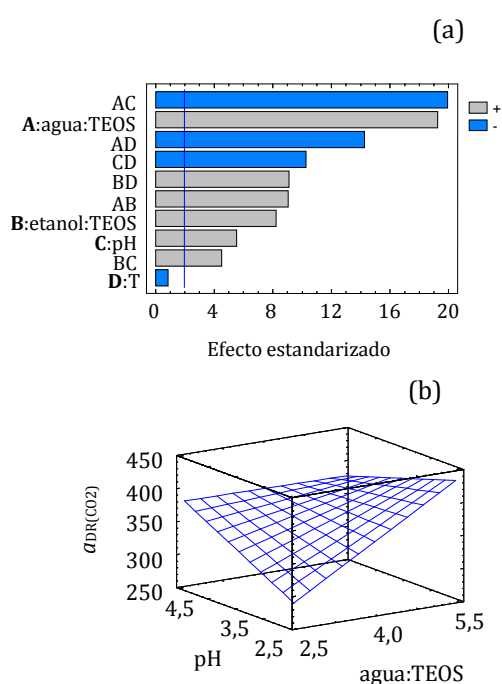 (a)
AC
A:agua:TEOS
AD
CD
BD
AB
B:etanol:TEOS
C:pH
BC
D:T
+
-
0 4 8 12 16 20
Efecto estandarizado
(b)
450
400
350
300
250
aDR(CO2)
4,5 3,5 2,5
pH
2,5 4,0 5,5
agua:TEOS